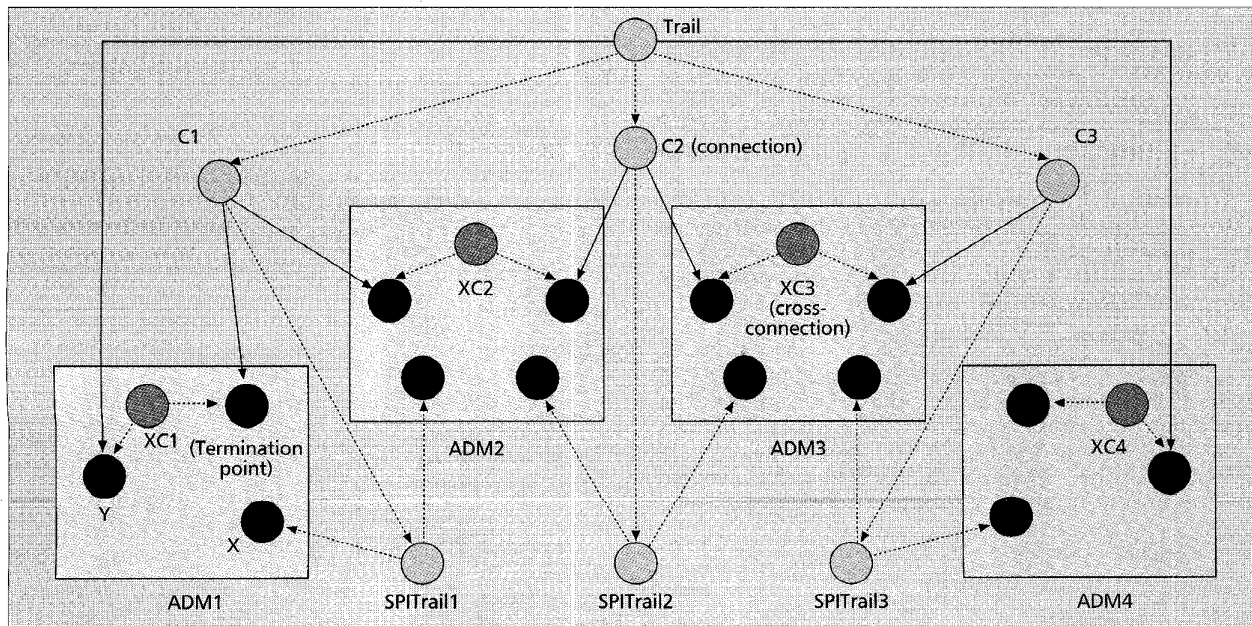 Trail
C1
C2 (connection)
C3
XC2
XC3
(cross-
connection)
XC1
(Termination
point)
ADM2
ADM3
XC4
Y
X
ADM1
SPITrail1
SPITrail2
SPITrail3
ADM4